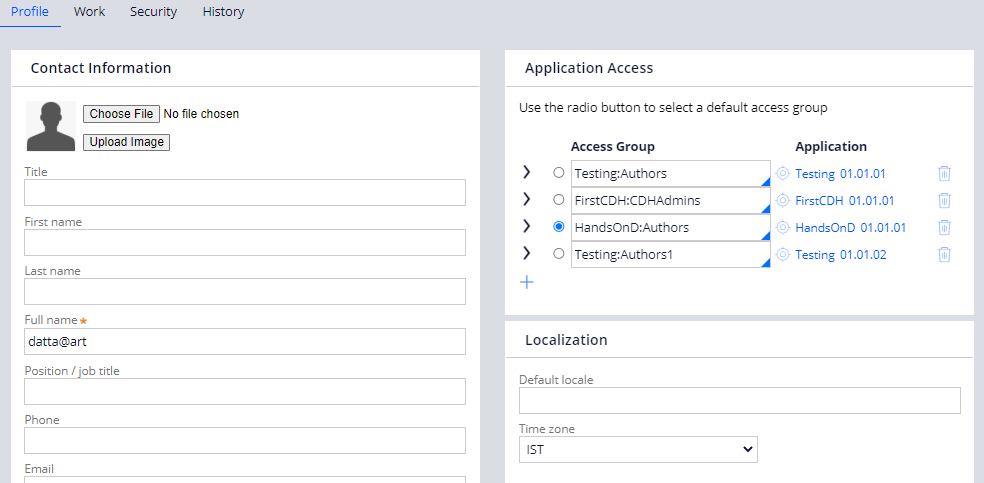 Profile Work Security History
Contact Information
Choose File No file chosen
Upload Image
Title
First name
Last name
Full name*
datta@art
Position / job title
Phone
Email
Application Access
Use the radio button to select a default access group
Access Group Application
Testing:Authors Testing 01.01.01
FirstCDH:CDHAdmins FirstCDH 01.01.01
HandsOnD:Authors HandsOnD 01.01.01
Testing:Authors1 Testing 01.01.02
Localization
Default locale
Time zone
IST